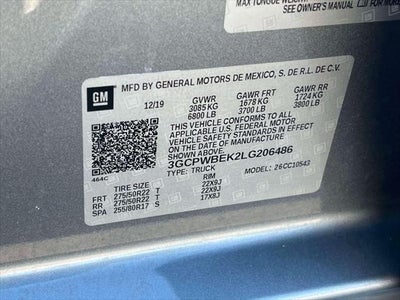 MAX TONGUE WEIGHT
SEE OWNER'S MANUAL
FOR MO
GM
MFD BY GENERAL MOTORS DE MEXICO, S. DE R.L. DE C.V.
12/19 GVWR GAWR FRT GAWR RR
3085 KG 1678 KG 1724 KG
6800 LB 3700 LB 3800 LB
THIS VEHICLE CONFORMS TO ALL
APPLICABLE U.S. FEDERAL MOTOR
VEHICLE SAFETY STANDARDS IN
EFFECT ON THE DATE OF
MANUFACTURE SHOWN ABOVE.
3GCPWBEK2LG206486
TYPE: TRUCK MODEL: 26CC10543
464C
TIRE SIZE RIM
FRT 275/50R22 T 22X9J
RR 275/50R22 T 22X9J
SPA 255/80R17 S 17X8J